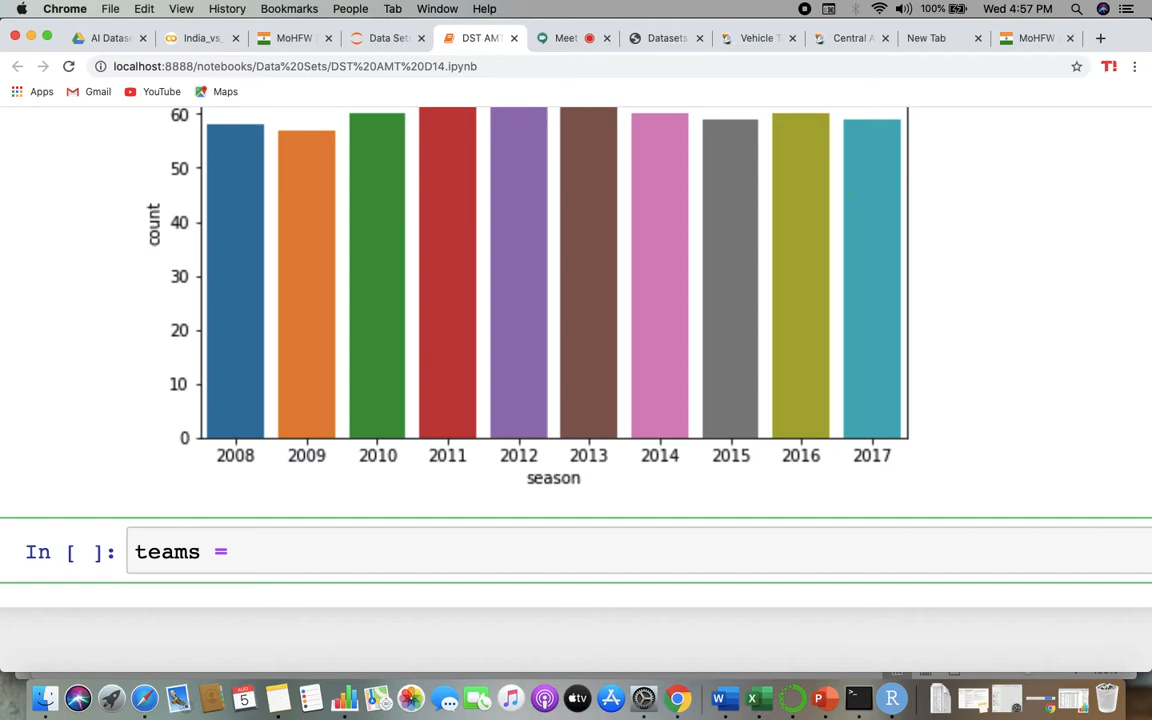 Chrome File Edit View History Bookmarks People Tab Window Help 100% Wed 4:57 PM
AI Datase India_vs_ MoHFW Data Set DST AMT Meet Datasets Vehicle T Central A New Tab MoHFW
localhost:8888/notebooks/Data%20Sets/DST%20AMT%20D14.ipynb T!
Apps Gmail YouTube Maps
60
50
40
30
20
10
0
count
2008 2009 2010 2011 2012 2013 2014 2015 2016 2017
season
In [ ]: teams =